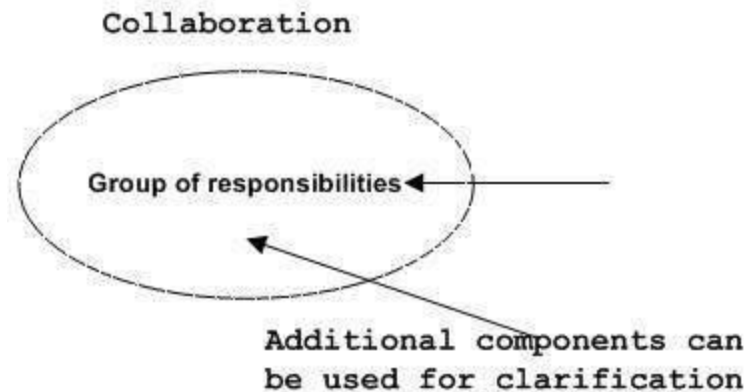 Collaboration
Group of responsibilities
Additional components can
be used for clarification